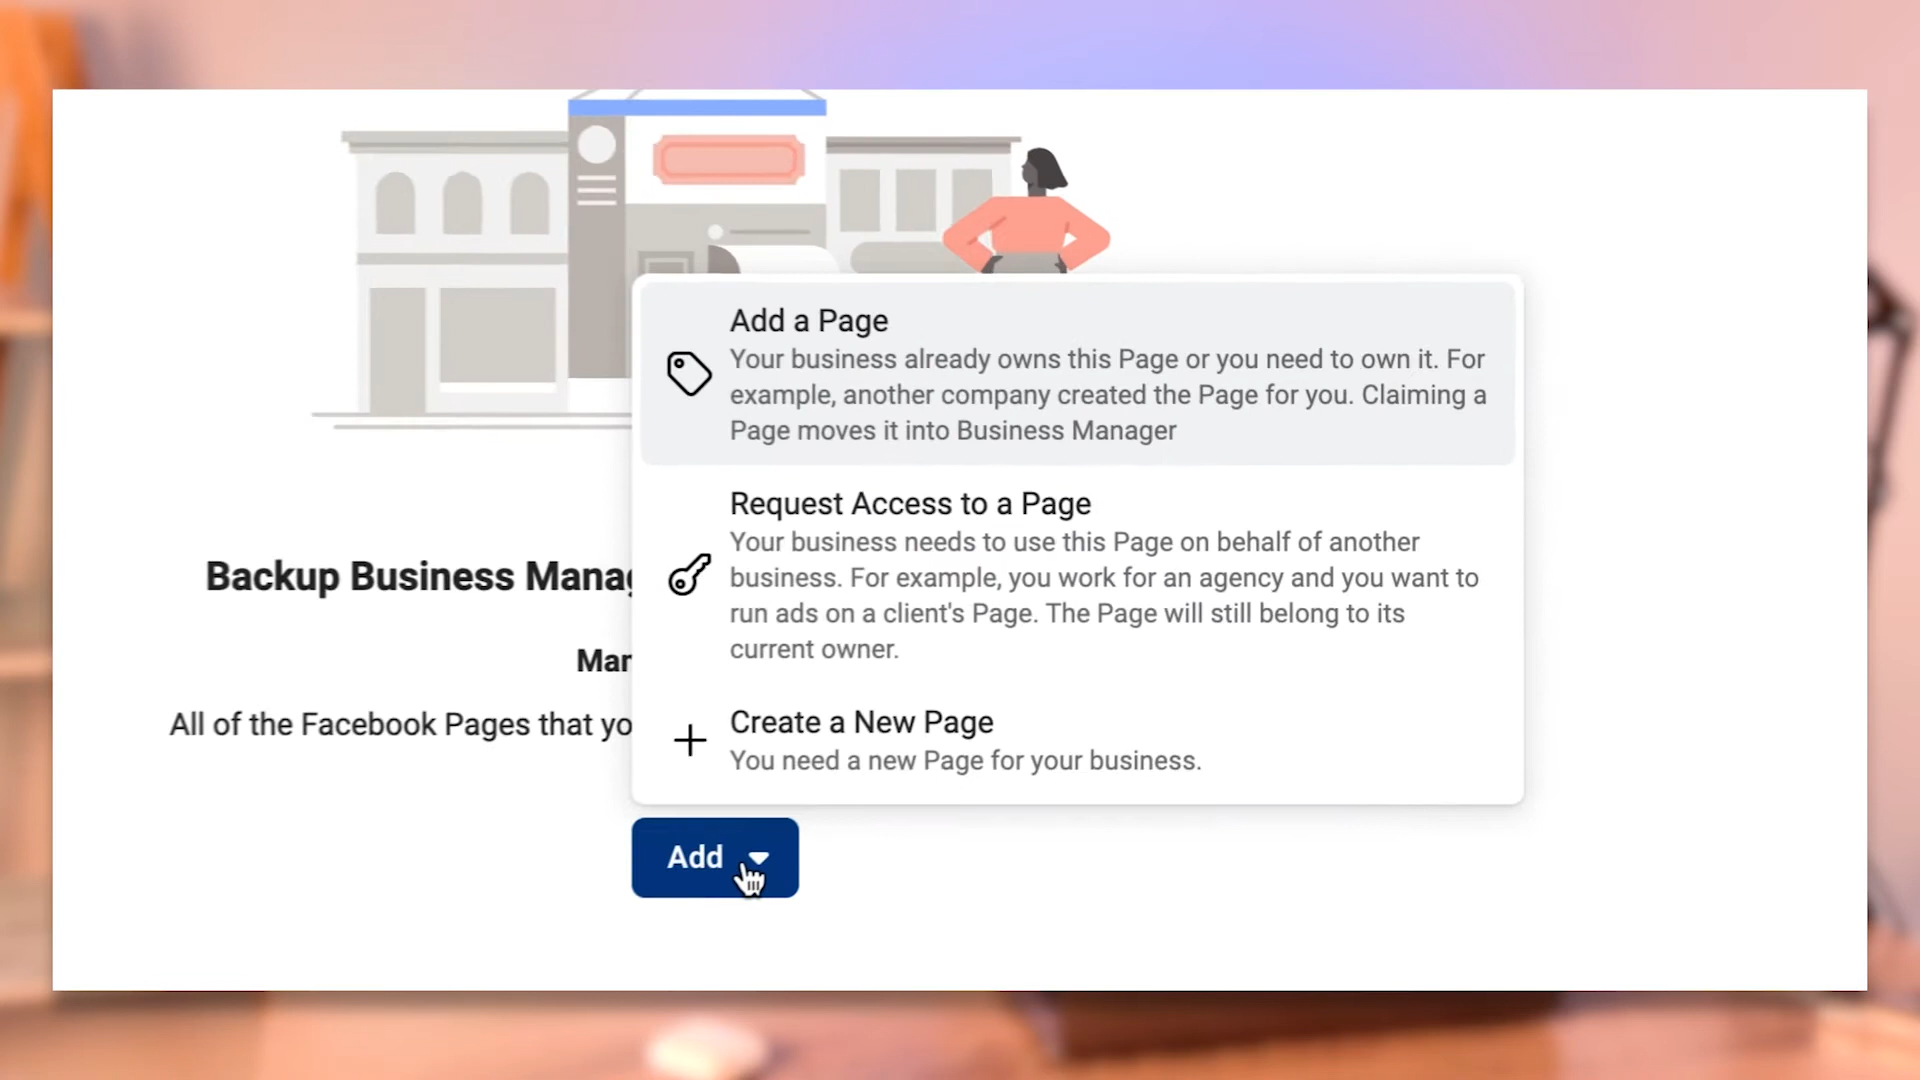 Add a Page
Your business already owns this Page or you need to own it. For
example, another company created the Page for you. Claiming a
Page moves it into Business Manager
Request Access to a Page
Your business needs to use this Page on behalf of another
business. For example, you work for an agency and you want to
run ads on a client's Page. The Page will still belong to its
current owner.
Backup Business
All of the Facebook Pages that
Create a New Page
You need a new Page for your business.
Add